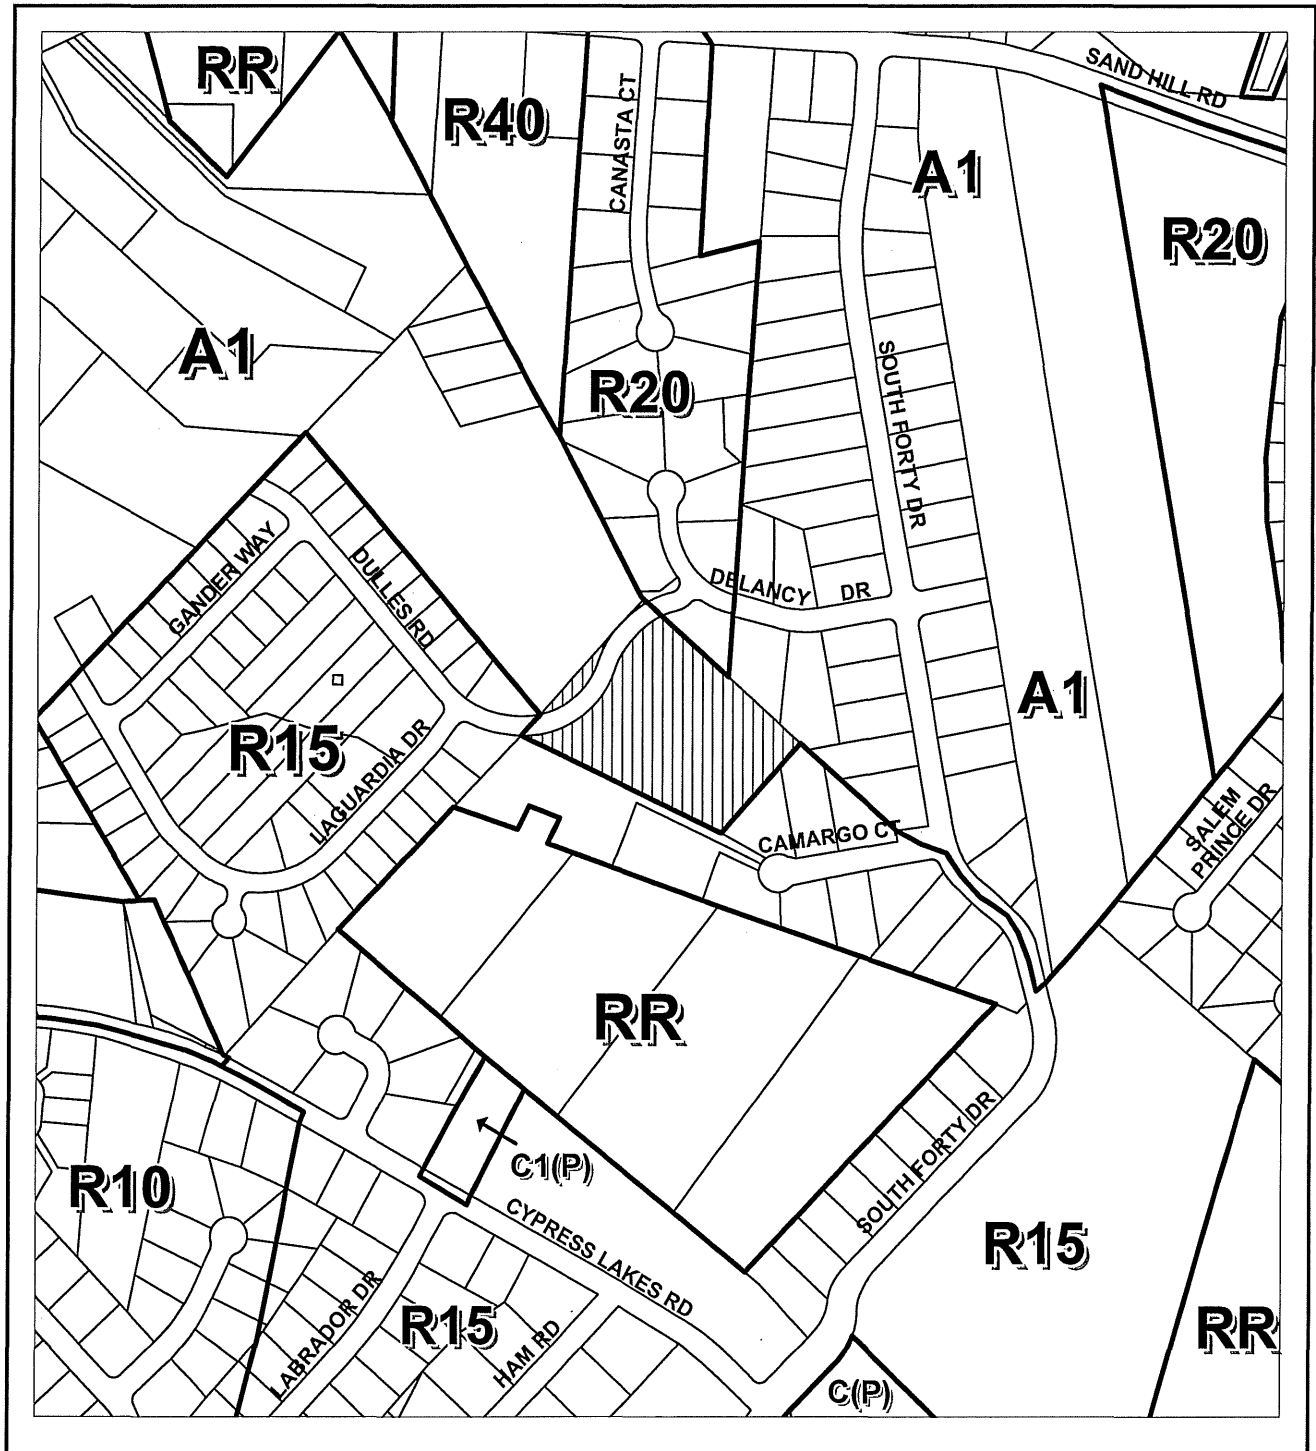 RR
R40
SAND HILL RD
CANASTA CT
A1
R20
A1
R20
SOUTH FORTY DR
GANDER WAY
DULLES RD
DELANCY DR
A1
R15
LAGUARDIA DR
CAMARGO CT
SALEM
PRINCE DR
RR
C1(P)
SOUTH FORTY DR
R10
CYPRESS LAKES RD
R15
LABRADOR DR
R15
HAM RD
RR
C(P)